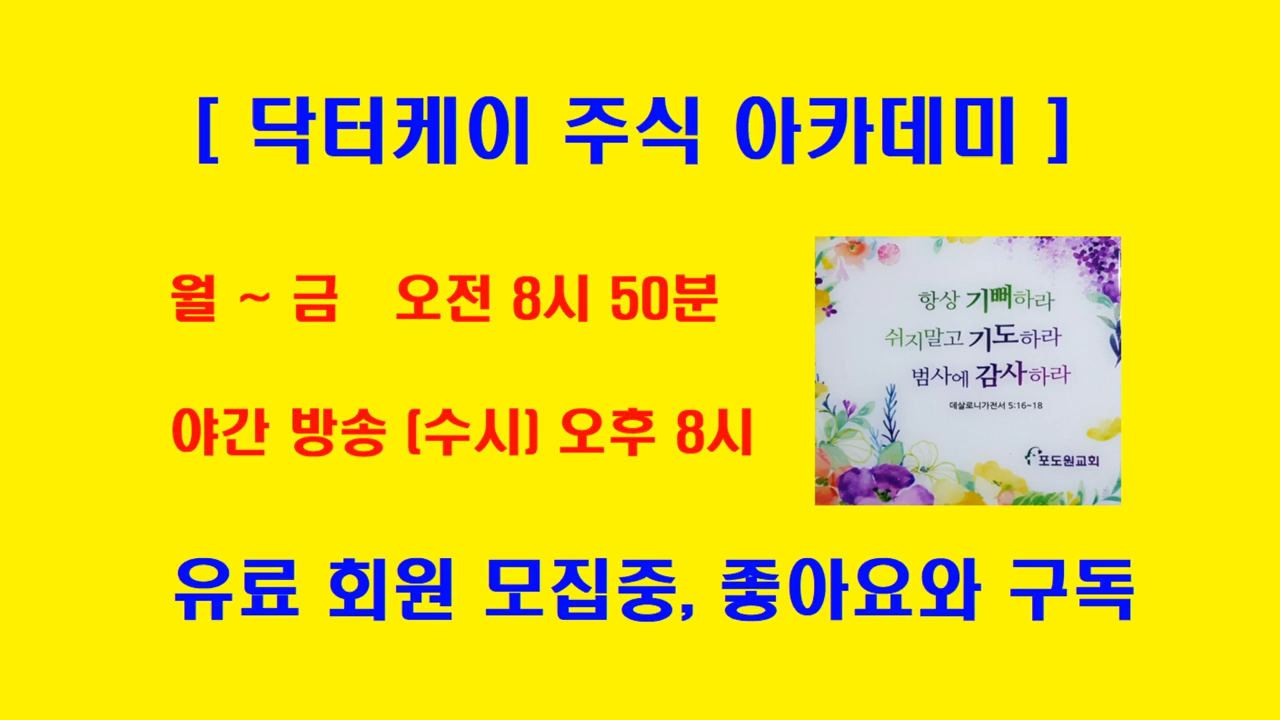 [ 닥터케이 주식 아카데미 ]
월 ~ 금 오전 8시 50분
야간 방송 (수시) 오후 8시
항상 기뻐하라
쉬지말고 기도하라
범사에 감사하라
데살로니가전서 5:16~18
포도원교회
유료 회원 모집중, 좋아요와 구독